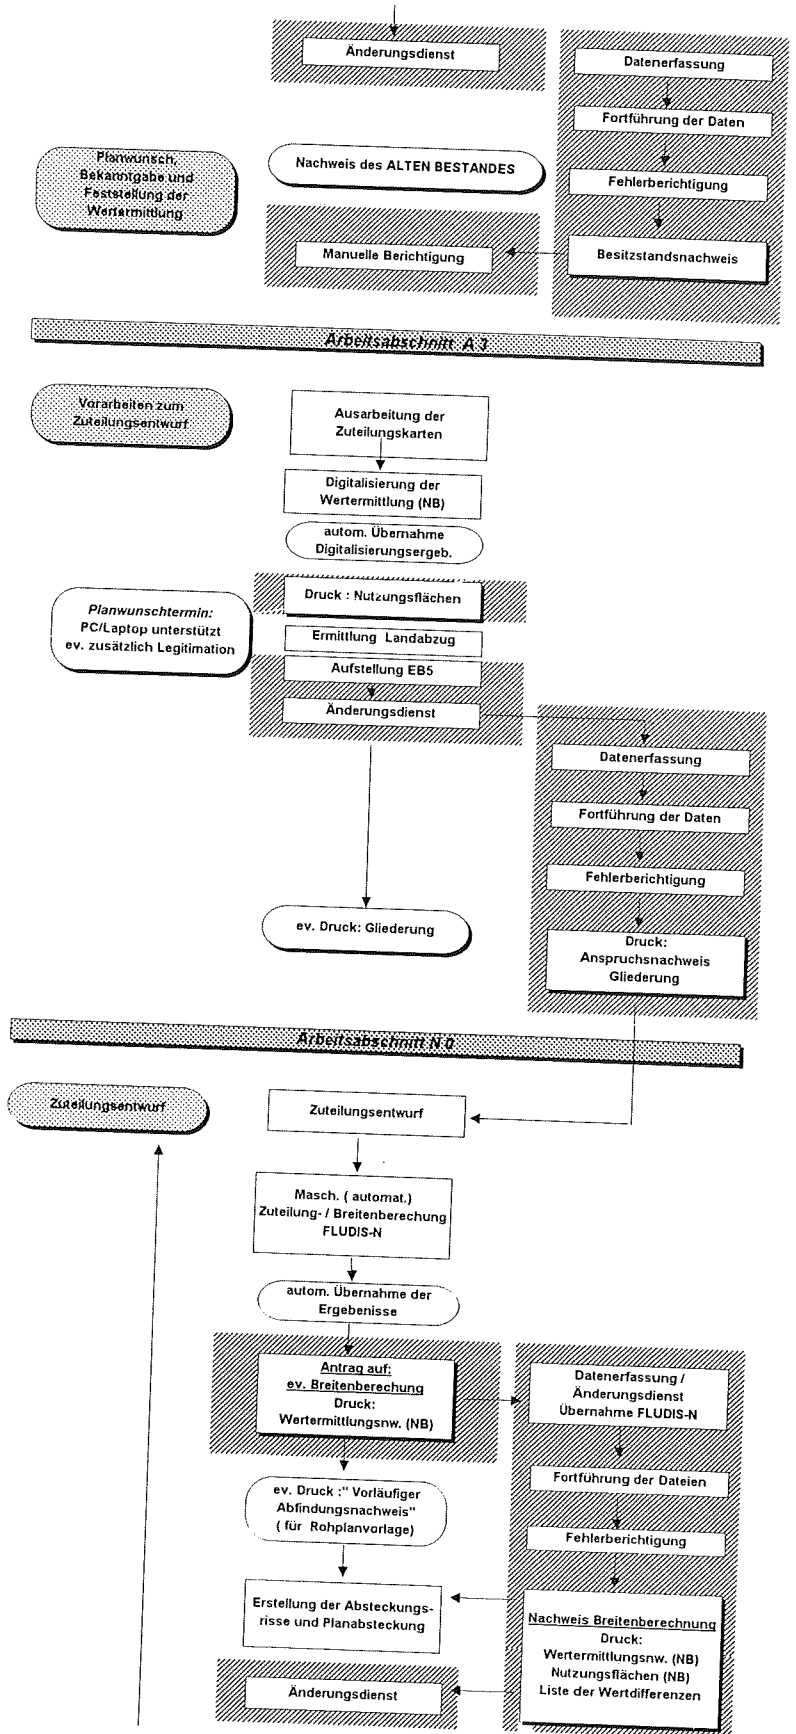 Änderungsdienst
Datenerfassung
Fortführung der Daten
Planwunsch,
Bekanntgabe und
Feststellung der
Wertermittlung
Nachweis des ALTEN BESTANDES
Fehlerberichtigung
Manuelle Berichtigung
Besitzstandsnachweis
Arbeitsabschnitt A 3
Vorarbeiten zum
Zuteilungsentwurf
Ausarbeitung der
Zuteilungskarten
Digitalisierung der
Wertermittlung (NB)
autom. Übernahme
Digitalisierungsergeb.
Druck : Nutzungsflächen
Planwunschtermin:
PC/Laptop unterstützt
ev. zusätzlich Legitimation
Ermittlung Landabzug
Aufstellung EB5
Änderungsdienst
Datenerfassung
Fortführung der Daten
Fehlerberichtigung
ev. Druck: Gliederung
Druck:
Anspruchsnachweis
Gliederung
Arbeitsabschnitt N 0
Zuteilungsentwurf
Zuteilungsentwurf
Masch. ( automat.)
Zuteilung- / Breitenberechung
FLUDIS-N
autom. Übernahme der
Ergebenisse
Antrag auf:
ev. Breitenberechung
Druck:
Wertermittlungsnw. (NB)
Datenerfassung /
Änderungsdienst
Übernahme FLUDIS-N
ev. Druck :" Vorläufiger
Abfindungsnachweis"
( für Rohplanvorlage)
Fortführung der Dateien
Fehlerberichtigung
Erstellung der Absteckungs-
risse und Planabsteckung
Nachweis Breitenberechnung
Druck:
Wertermittlungsnw. (NB)
Nutzungsflächen (NB)
Liste der Wertdifferenzen
Änderungsdienst